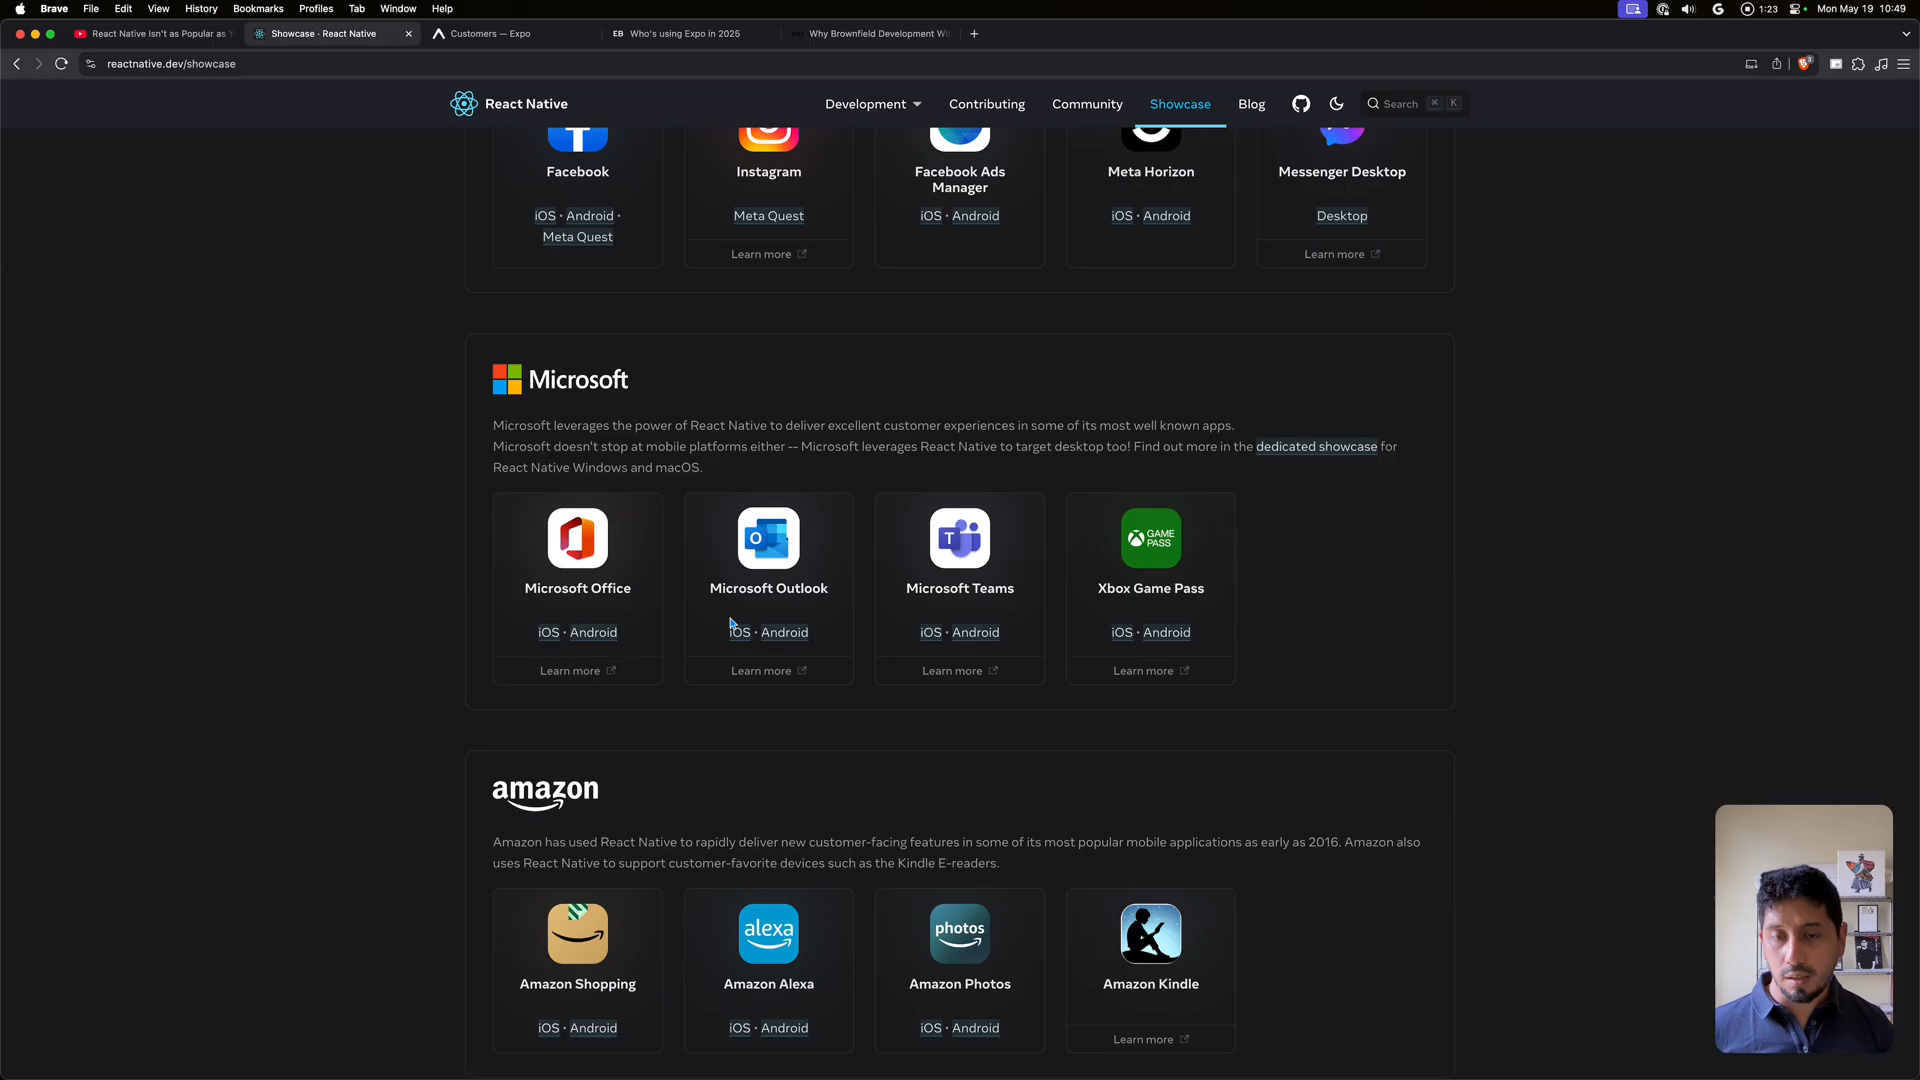 Brave File Edit View History Bookmarks Profiles Tab Window Help G 1:23 Mon May 19 10:49
React Native Isn't as Popular as Showcase · React Native Customers — Expo EB Who's using Expo in 2025 Why Brownfield Development
reactnative.dev/showcase 3
React Native Development Contributing Community Showcase Blog Search ⌘ K
Facebook Instagram Facebook Ads Manager Meta Horizon Messenger Desktop
iOS · Android · Meta Quest Meta Quest iOS · Android iOS · Android Desktop
Learn more Learn more
Microsoft
Microsoft leverages the power of React Native to deliver excellent customer experiences in some of its most well known apps.
Microsoft doesn't stop at mobile platforms either -- Microsoft leverages React Native to target desktop too! Find out more in the dedicated showcase for
React Native Windows and macOS.
O T GAME PASS
Microsoft Office Microsoft Outlook Microsoft Teams Xbox Game Pass
iOS · Android iOS · Android iOS · Android iOS · Android
Learn more Learn more Learn more Learn more
amazon
Amazon has used React Native to rapidly deliver new customer-facing features in some of its most popular mobile applications as early as 2016. Amazon also
uses React Native to support customer-favorite devices such as the Kindle E-readers.
alexa photos
Amazon Shopping Amazon Alexa Amazon Photos Amazon Kindle
iOS · Android iOS · Android iOS · Android
Learn more